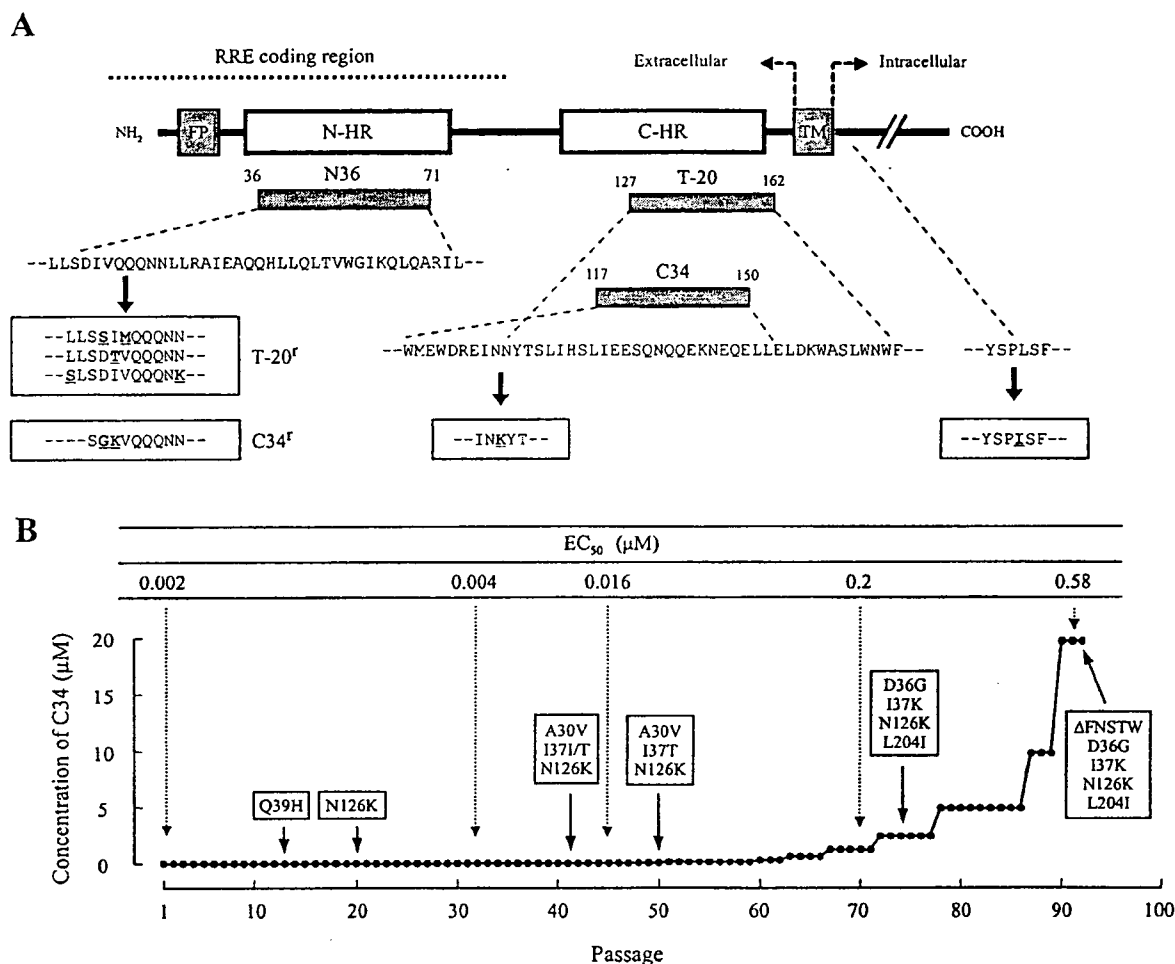 A
RRE coding region
Extracellular
Intracellular
NH2
FP
N-HR
C-HR
TM
COOH
36
N36
71
127
T-20
162
--LLSDIVQQQNNLLRAIEAQQHLLQLTVWGIKQLQARIL--
117
C34
150
--LLSSIMQQQNN--
--LLSDTVQQQNN--
--SLSDIVQQQNK--
T-20r
--WMEWDREINNYTSLIHSLIEESQNQQEKNEQELLELDKWASLWNWF--
--YSPLSF--
----SGKVQQQNN--
C34r
--INKYT--
--YSPISF--
B
EC50 (μM)
0.002
0.004
0.016
0.2
0.58
Concentration of C34 (μM)
20
15
10
5
0
Q39H
N126K
A30V
I37I/T
N126K
A30V
I37T
N126K
D36G
I37K
N126K
L204I
ΔFNSTW
D36G
I37K
N126K
L204I
1
10
20
30
40
50
60
70
80
90
100
Passage